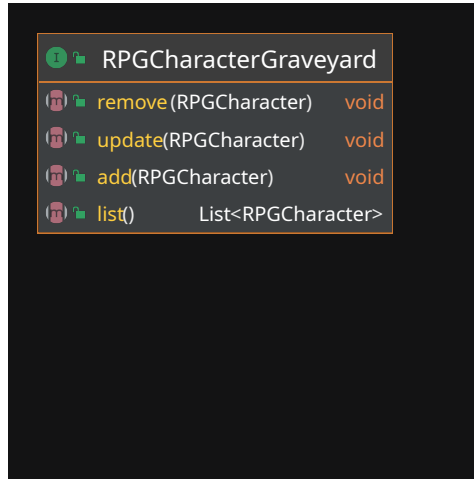 I RPGCharacterGraveyard
m remove(RPGCharacter) void
m update(RPGCharacter) void
m add(RPGCharacter) void
m list() List<RPGCharacter>